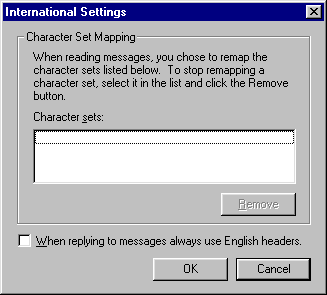 International Settings
Character Set Mapping
When reading messages, you chose to remap the
character sets listed below. To stop remapping a
character set, select it in the list and click the Remove
button.
Character sets:
Remove
When replying to messages always use English headers.
OK
Cancel